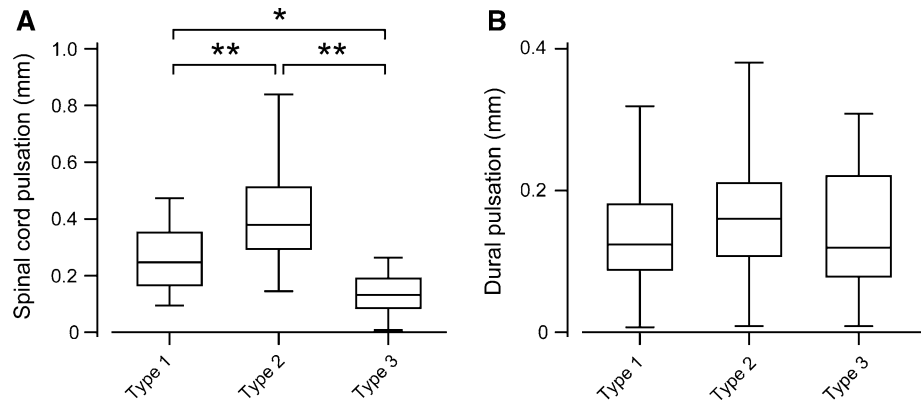 A
*
** **
Spinal cord pulsation (mm)
1.0
0.8
0.6
0.4
0.2
0
Type 1 Type 2 Type 3
B
Dural pulsation (mm)
0.4
0.2
0
Type 1 Type 2 Type 3